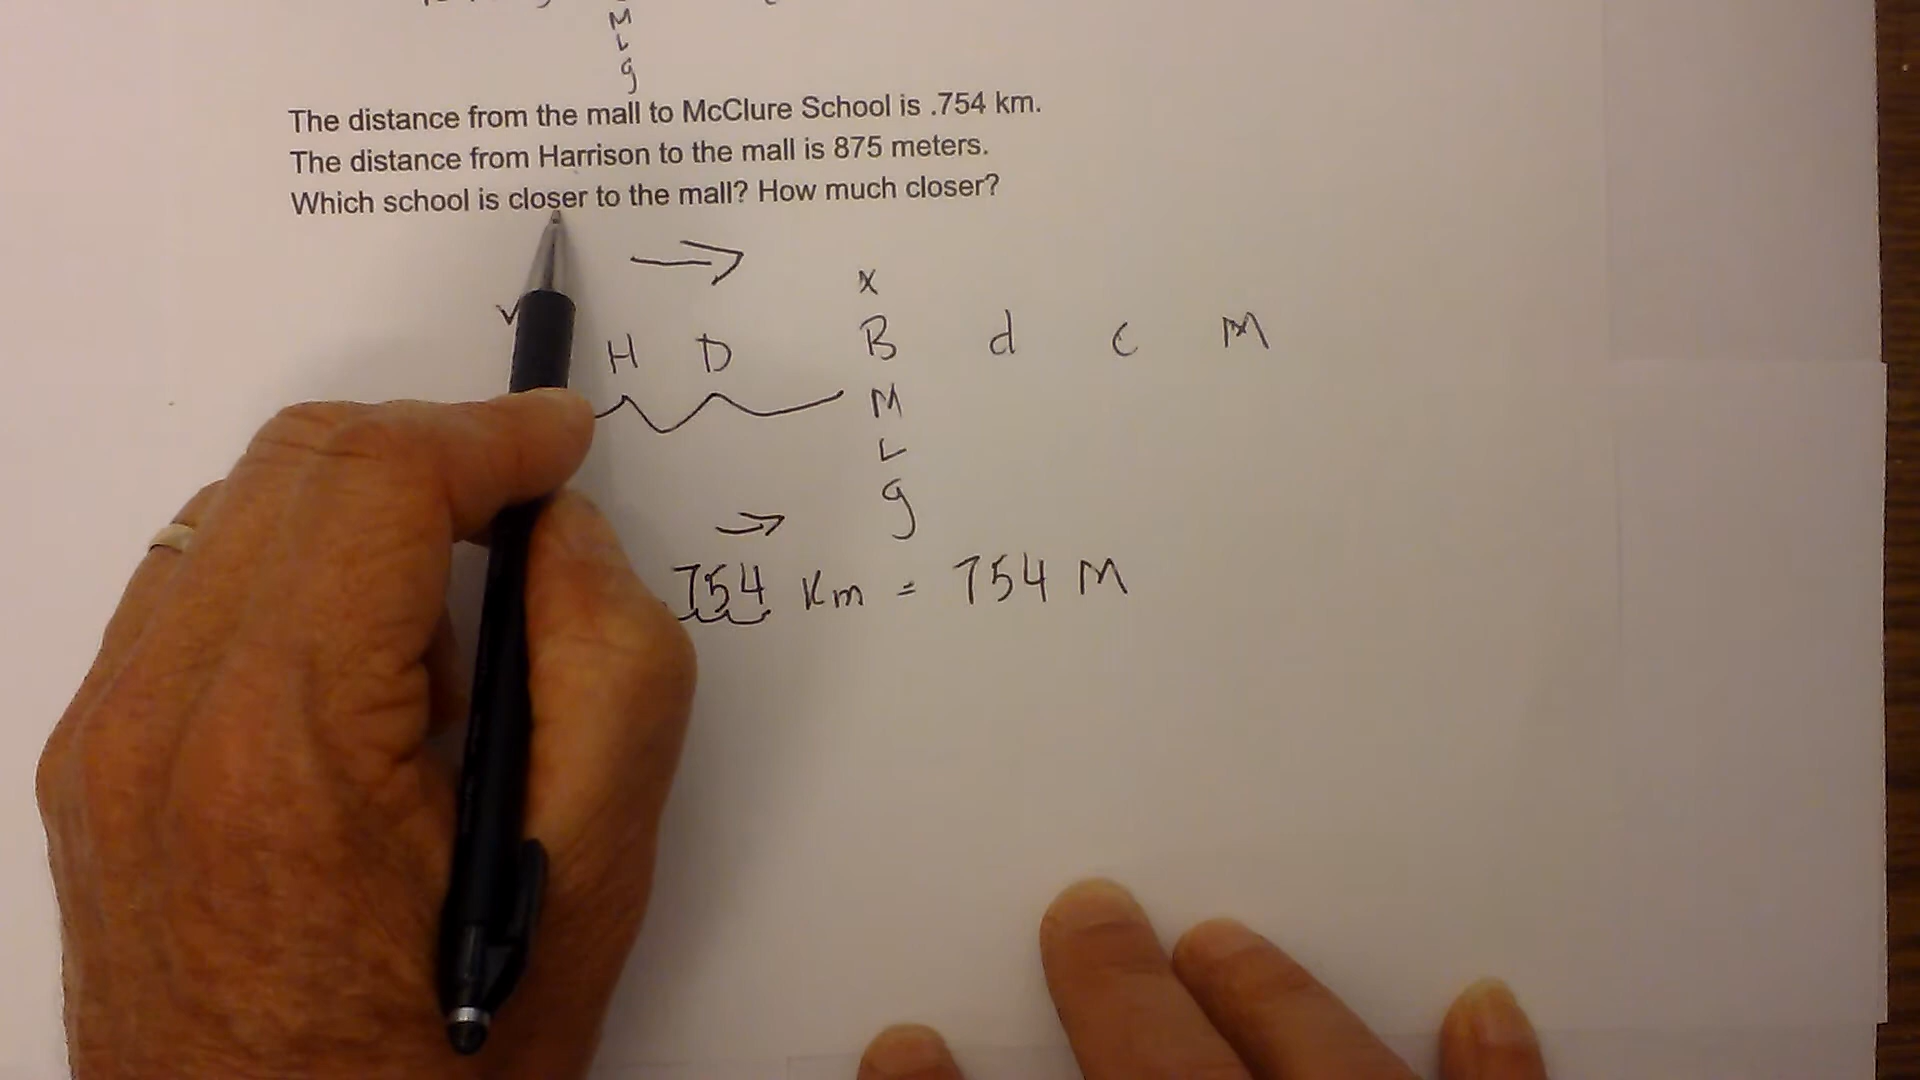 M
L
g
The distance from the mall to McClure School is .754 km.
The distance from Harrison to the mall is 875 meters.
Which school is closer to the mall? How much closer?
x
H D B d c M
M
L
g
.754 Km = 754 M